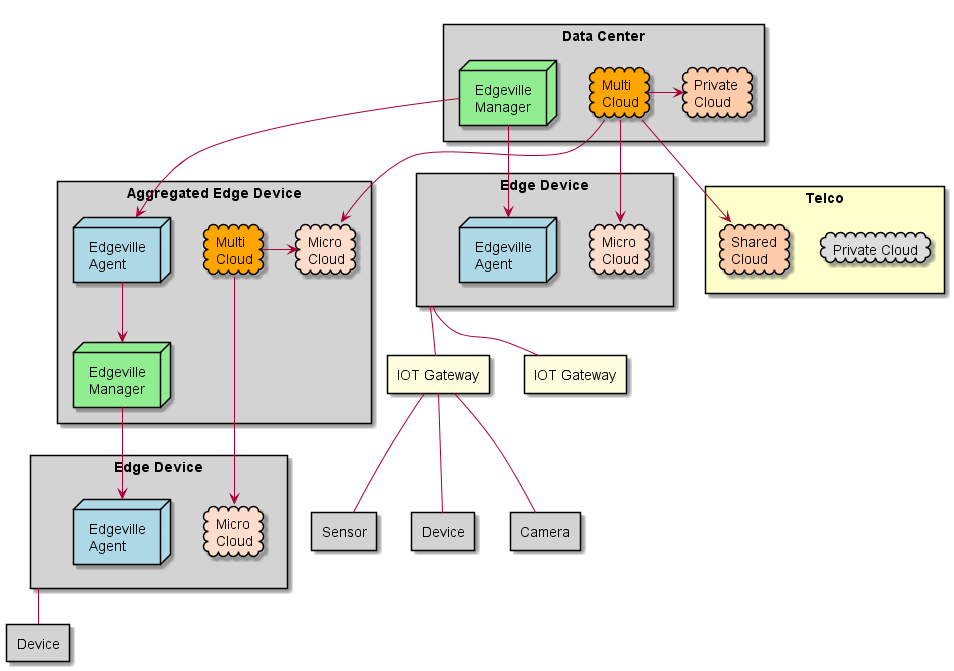 Data Center
Edgeville
Manager
Multi
Cloud
Private
Cloud
Aggregated Edge Device
Edgeville
Agent
Multi
Cloud
Micro
Cloud
Edgeville
Manager
Edge Device
Edgeville
Agent
Micro
Cloud
Telco
Shared
Cloud
Private Cloud
IOT Gateway
IOT Gateway
Edge Device
Edgeville
Agent
Micro
Cloud
Sensor
Device
Camera
Device